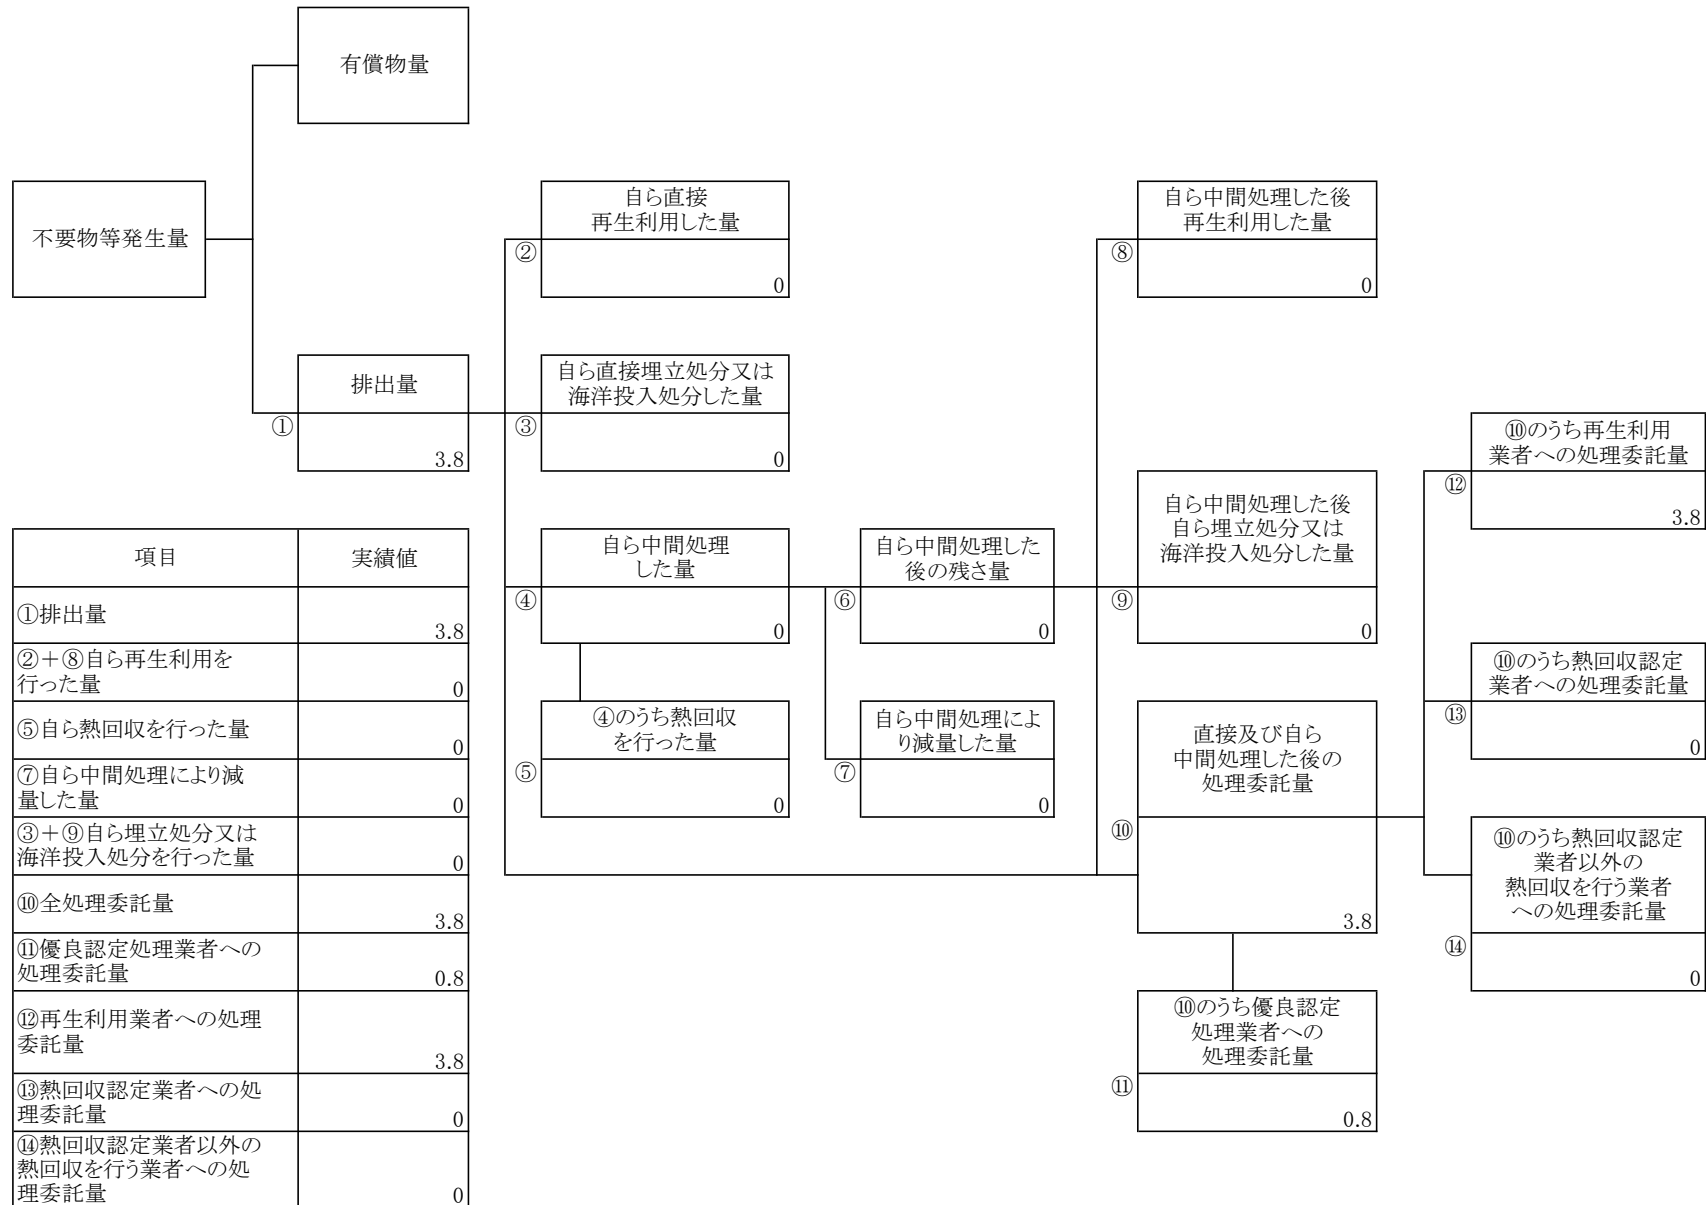 有償物量
不要物等発生量
排出量
①
3.8
自ら直接
再生利用した量
②
0
自ら直接埋立処分又は
海洋投入処分した量
③
0
自ら中間処理
した量
④
0
④のうち熱回収
を行った量
⑤
0
自ら中間処理した
後の残さ量
⑥
0
自ら中間処理によ
り減量した量
⑦
0
自ら中間処理した後
再生利用した量
⑧
0
自ら中間処理した後
自ら埋立処分又は
海洋投入処分した量
⑨
0
直接及び自ら
中間処理した後の
処理委託量
⑩
3.8
⑩のうち優良認定
処理業者への
処理委託量
⑪
0.8
⑩のうち再生利用
業者への処理委託量
⑫
3.8
⑩のうち熱回収認定
業者への処理委託量
⑬
0
⑩のうち熱回収認定
業者以外の
熱回収を行う業者
への処理委託量
⑭
0
項目 実績値
①排出量
3.8
②＋⑧自ら再生利用を
行った量 0
⑤自ら熱回収を行った量
0
⑦自ら中間処理により減
量した量 0
③＋⑨自ら埋立処分又は
海洋投入処分を行った量 0
⑩全処理委託量
3.8
⑪優良認定処理業者への
処理委託量 0.8
⑫再生利用業者への処理
委託量 3.8
⑬熱回収認定業者への処
理委託量 0
⑭熱回収認定業者以外の
熱回収を行う業者への処
理委託量 0